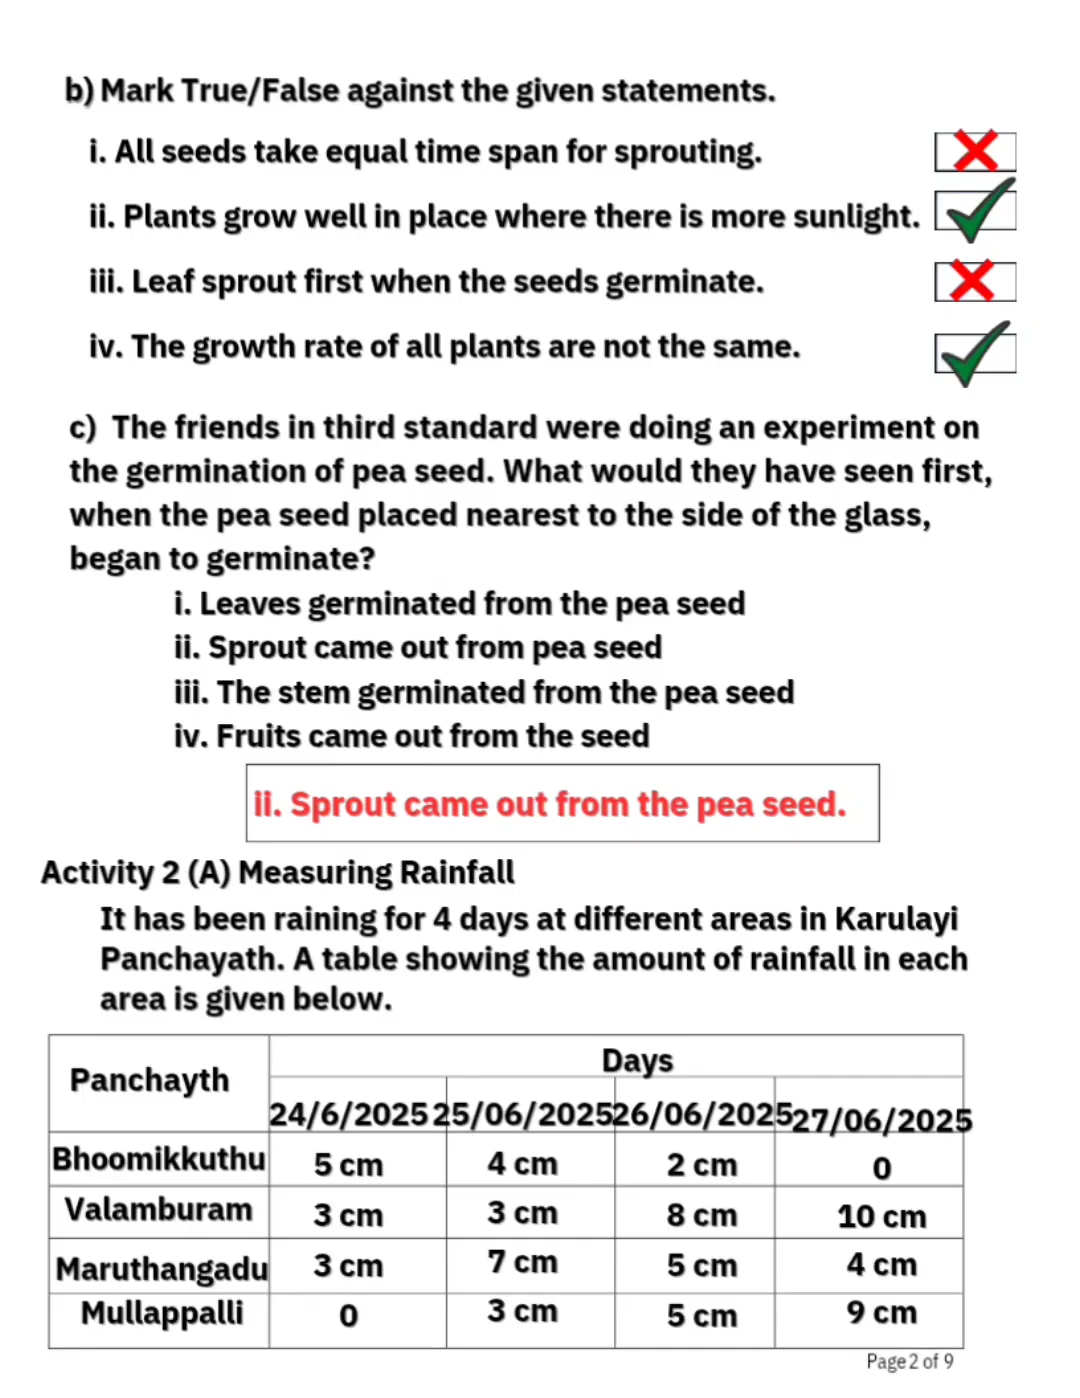 b) Mark True/False against the given statements.
i. All seeds take equal time span for sprouting.
ii. Plants grow well in place where there is more sunlight.
iii. Leaf sprout first when the seeds germinate.
iv. The growth rate of all plants are not the same.
c) The friends in third standard were doing an experiment on
the germination of pea seed. What would they have seen first,
when the pea seed placed nearest to the side of the glass,
began to germinate?
i. Leaves germinated from the pea seed
ii. Sprout came out from pea seed
iii. The stem germinated from the pea seed
iv. Fruits came out from the seed
ii. Sprout came out from the pea seed.
Activity 2 (A) Measuring Rainfall
It has been raining for 4 days at different areas in Karulayi
Panchayath. A table showing the amount of rainfall in each
area is given below.
Panchayth Days
24/6/2025 25/06/2025 26/06/2025 27/06/2025
Bhoomikkuthu 5 cm 4 cm 2 cm 0
Valamburam 3 cm 3 cm 8 cm 10 cm
Maruthangadu 3 cm 7 cm 5 cm 4 cm
Mullappalli 0 3 cm 5 cm 9 cm
Page 2 of 9